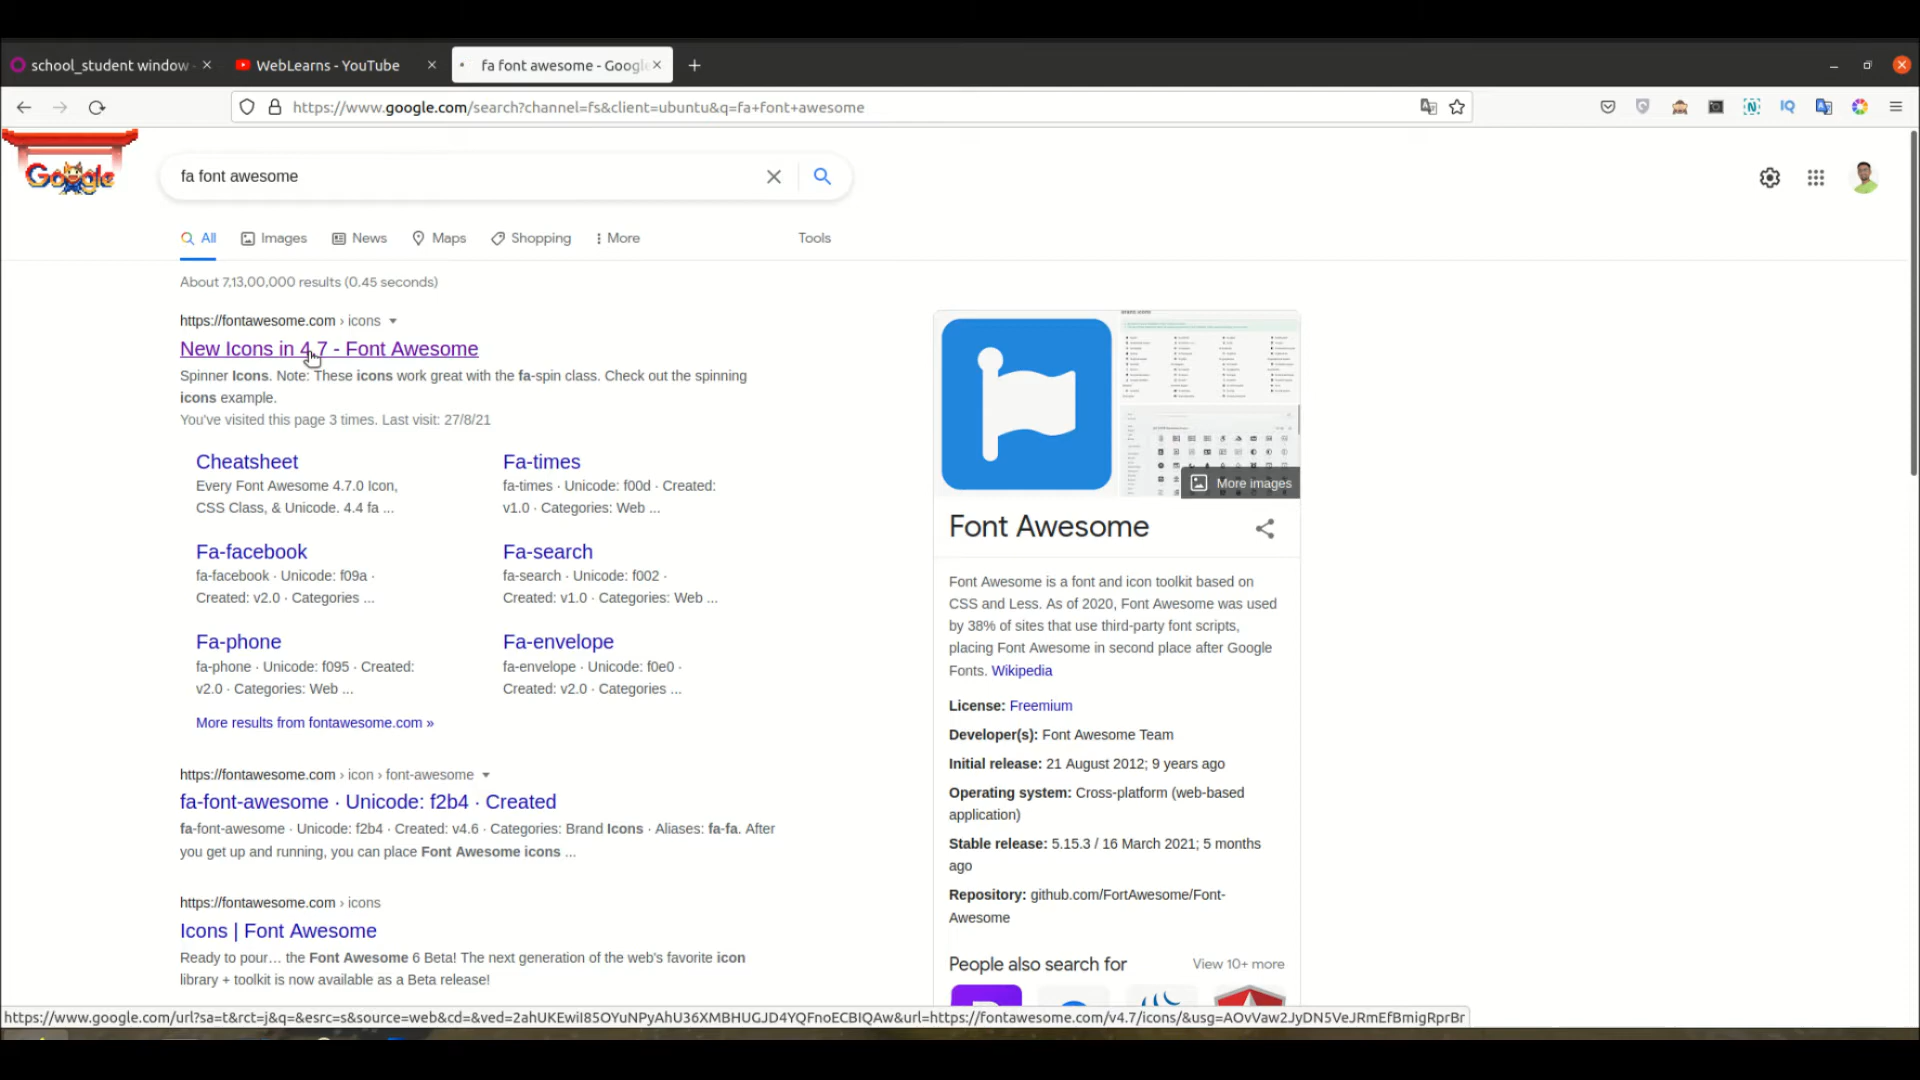 school_student window
WebLearns - YouTube
fa font awesome - Google
https://www.google.com/search?channel=fs&client=ubuntu&q=fa+font+awesome
IQ
Google
fa font awesome
All
Images
News
Maps
Shopping
More
Tools
About 7,13,00,000 results (0.45 seconds)
https://fontawesome.com › icons
New Icons in 4.7 - Font Awesome
Spinner Icons. Note: These icons work great with the fa-spin class. Check out the spinning
icons example.
You've visited this page 3 times. Last visit: 27/8/21
Cheatsheet
Every Font Awesome 4.7.0 Icon,
CSS Class, & Unicode. 4.4 fa ...
Fa-times
fa-times · Unicode: f00d · Created:
v1.0 · Categories: Web ...
Fa-facebook
fa-facebook · Unicode: f09a ·
Created: v2.0 · Categories ...
Fa-search
fa-search · Unicode: f002 ·
Created: v1.0 · Categories: Web ...
Fa-phone
fa-phone · Unicode: f095 · Created:
v2.0 · Categories: Web ...
Fa-envelope
fa-envelope · Unicode: f0e0 ·
Created: v2.0 · Categories ...
More results from fontawesome.com »
https://fontawesome.com › icon › font-awesome
fa-font-awesome · Unicode: f2b4 · Created
fa-font-awesome · Unicode: f2b4 · Created: v4.6 · Categories: Brand Icons · Aliases: fa-fa. After
you get up and running, you can place Font Awesome icons ...
https://fontawesome.com › icons
Icons | Font Awesome
Ready to pour… the Font Awesome 6 Beta! The next generation of the web's favorite icon
library + toolkit is now available as a Beta release!
More images
Font Awesome
Font Awesome is a font and icon toolkit based on
CSS and Less. As of 2020, Font Awesome was used
by 38% of sites that use third-party font scripts,
placing Font Awesome in second place after Google
Fonts. Wikipedia
License: Freemium
Developer(s): Font Awesome Team
Initial release: 21 August 2012; 9 years ago
Operating system: Cross-platform (web-based
application)
Stable release: 5.15.3 / 16 March 2021; 5 months
ago
Repository: github.com/FortAwesome/Font-
Awesome
People also search for
View 10+ more
https://www.google.com/url?sa=t&rct=j&q=&esrc=s&source=web&cd=&ved=2ahUKEwiI85OYuNPyAhU36XMBHUGJD4YQFnoECBIQAw&url=https://fontawesome.com/v4.7/icons/&usg=AOvVaw2JyDN5VeJRmEfBmigRprBr